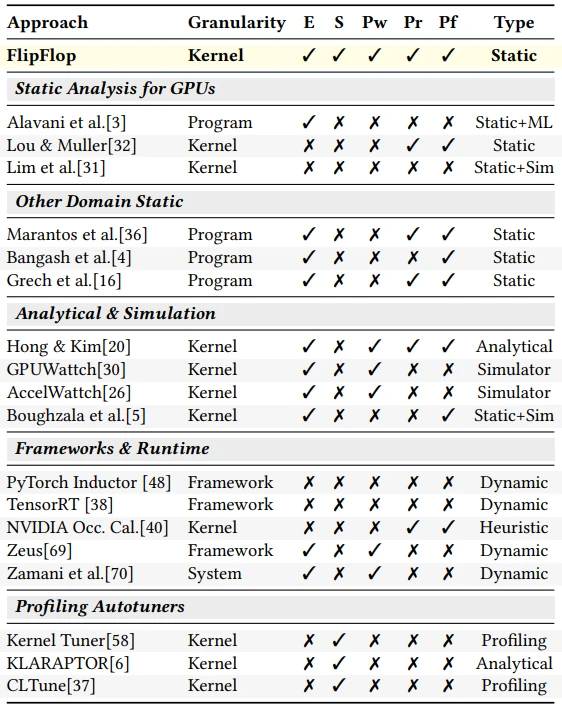 Approach Granularity E S Pw Pr Pf Type
FlipFlop Kernel ✓ ✓ ✓ ✓ ✓ Static
Static Analysis for GPUs
Alavani et al.[3] Program ✓ ✗ ✗ ✗ ✗ Static+ML
Lou & Muller[32] Kernel ✗ ✗ ✗ ✓ ✓ Static
Lim et al.[31] Kernel ✗ ✗ ✗ ✗ ✗ Static+Sim
Other Domain Static
Marantos et al.[36] Program ✓ ✗ ✗ ✓ ✓ Static
Bangash et al.[4] Program ✓ ✗ ✗ ✗ ✓ Static
Grech et al.[16] Program ✓ ✗ ✗ ✓ ✓ Static
Analytical & Simulation
Hong & Kim[20] Kernel ✓ ✗ ✓ ✓ ✓ Analytical
GPUWattch[30] Kernel ✓ ✗ ✓ ✗ ✗ Simulator
AccelWattch[26] Kernel ✓ ✗ ✓ ✗ ✗ Simulator
Boughzala et al.[5] Kernel ✓ ✗ ✗ ✗ ✓ Static+Sim
Frameworks & Runtime
PyTorch Inductor [48] Framework ✗ ✗ ✗ ✗ ✗ Dynamic
TensorRT [38] Framework ✗ ✗ ✗ ✗ ✗ Dynamic
NVIDIA Occ. Cal.[40] Kernel ✗ ✗ ✗ ✓ ✓ Heuristic
Zeus[69] Framework ✓ ✗ ✓ ✗ ✗ Dynamic
Zamani et al.[70] System ✓ ✗ ✓ ✗ ✗ Dynamic
Profiling Autotuners
Kernel Tuner[58] Kernel ✗ ✓ ✗ ✗ ✗ Profiling
KLARAPTOR[6] Kernel ✗ ✓ ✗ ✗ ✗ Analytical
CLTune[37] Kernel ✗ ✓ ✗ ✗ ✗ Profiling